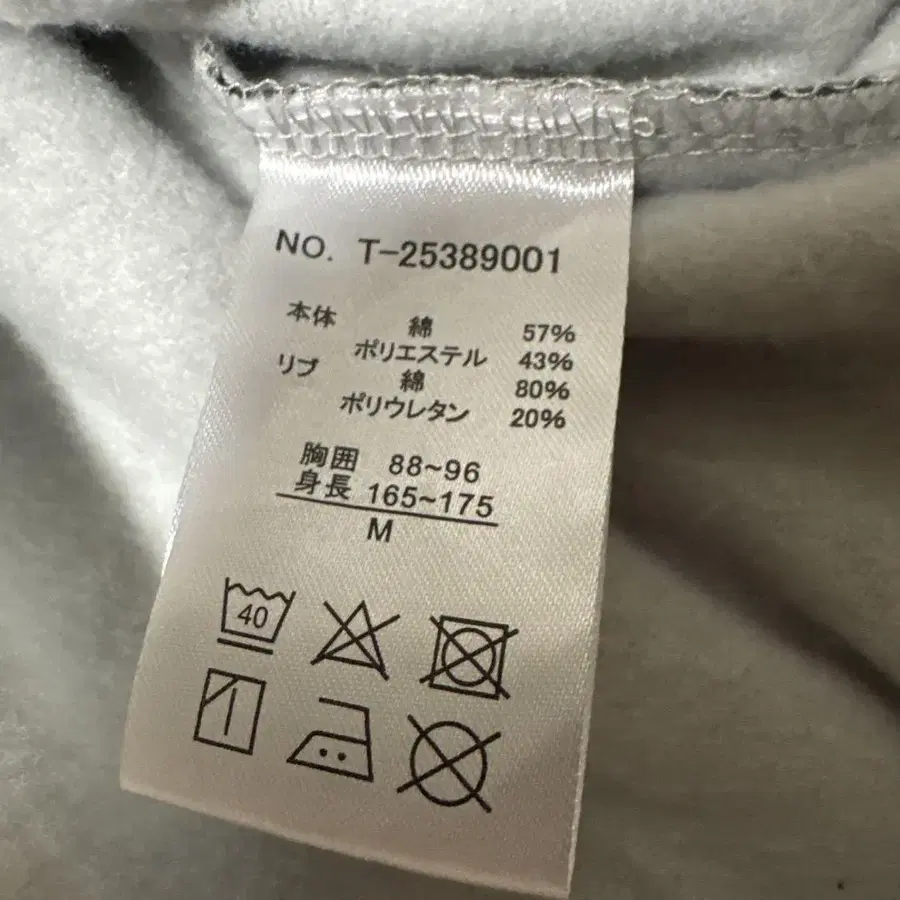 NO. T-25389001
本体 綿 57%
ポリエステル 43%
リブ 綿 80%
ポリウレタン 20%
胸囲 88~96
身長 165~175
M
40